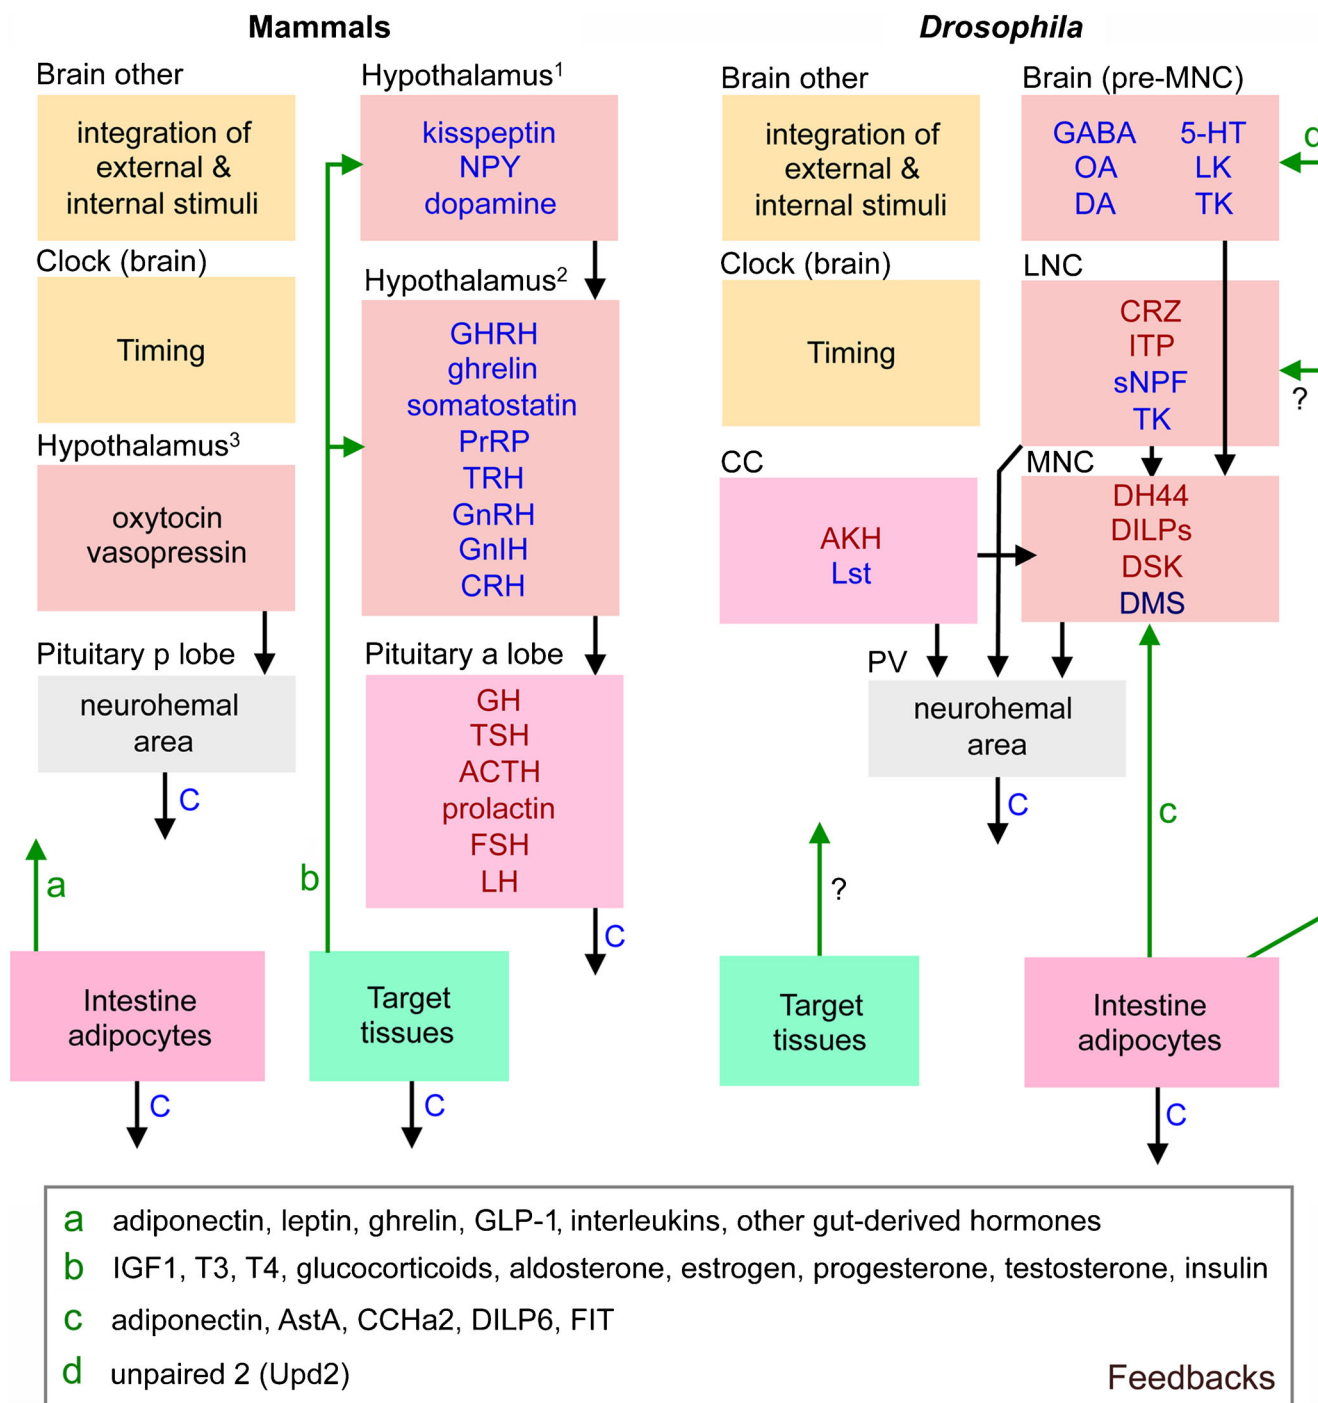 Mammals
Brain other
integration of
external &
internal stimuli
Clock (brain)
Timing
Hypothalamus³
oxytocin
vasopressin
Pituitary p lobe
neurohemal
area
C
a
Intestine
adipocytes
C
Hypothalamus¹
kisspeptin
NPY
dopamine
Hypothalamus²
GHRH
ghrelin
somatostatin
PrRP
TRH
GnRH
GnIH
CRH
Pituitary a lobe
GH
TSH
ACTH
prolactin
FSH
LH
C
b
Target
tissues
C
Drosophila
Brain other
integration of
external &
internal stimuli
Clock (brain)
Timing
CC
AKH
Lst
PV
neurohemal
area
C
?
Target
tissues
Brain (pre-MNC)
GABA 5-HT
OA LK
DA TK
d
LNC
CRZ
ITP
sNPF
TK
?
MNC
DH44
DILPs
DSK
DMS
c
Intestine
adipocytes
C
a adiponectin, leptin, ghrelin, GLP-1, interleukins, other gut-derived hormones
b IGF1, T3, T4, glucocorticoids, aldosterone, estrogen, progesterone, testosterone, insulin
c adiponectin, AstA, CCHa2, DILP6, FIT
d unpaired 2 (Upd2)
Feedbacks